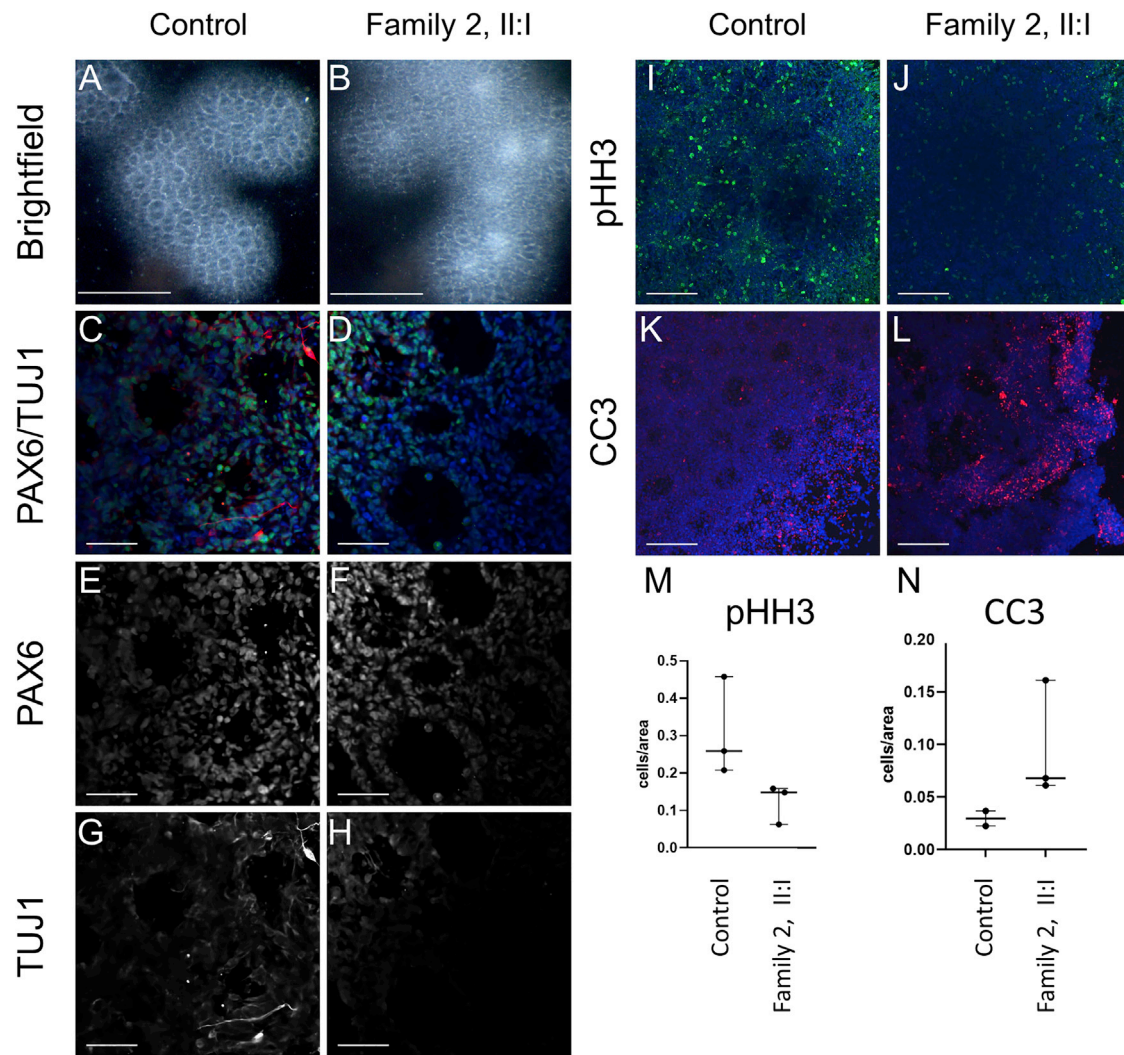 Control
Family 2, II:I
Control
Family 2, II:I
Brightfield
A
B
PAX6/TUJ1
C
D
PAX6
E
F
TUJ1
G
H
pHH3
I
J
CC3
K
L
M
pHH3
cells/area
0.5
0.4
0.3
0.2
0.1
0.0
Control
Family 2, II:I
N
CC3
cells/area
0.20
0.15
0.10
0.05
0.00
Control
Family 2, II:I